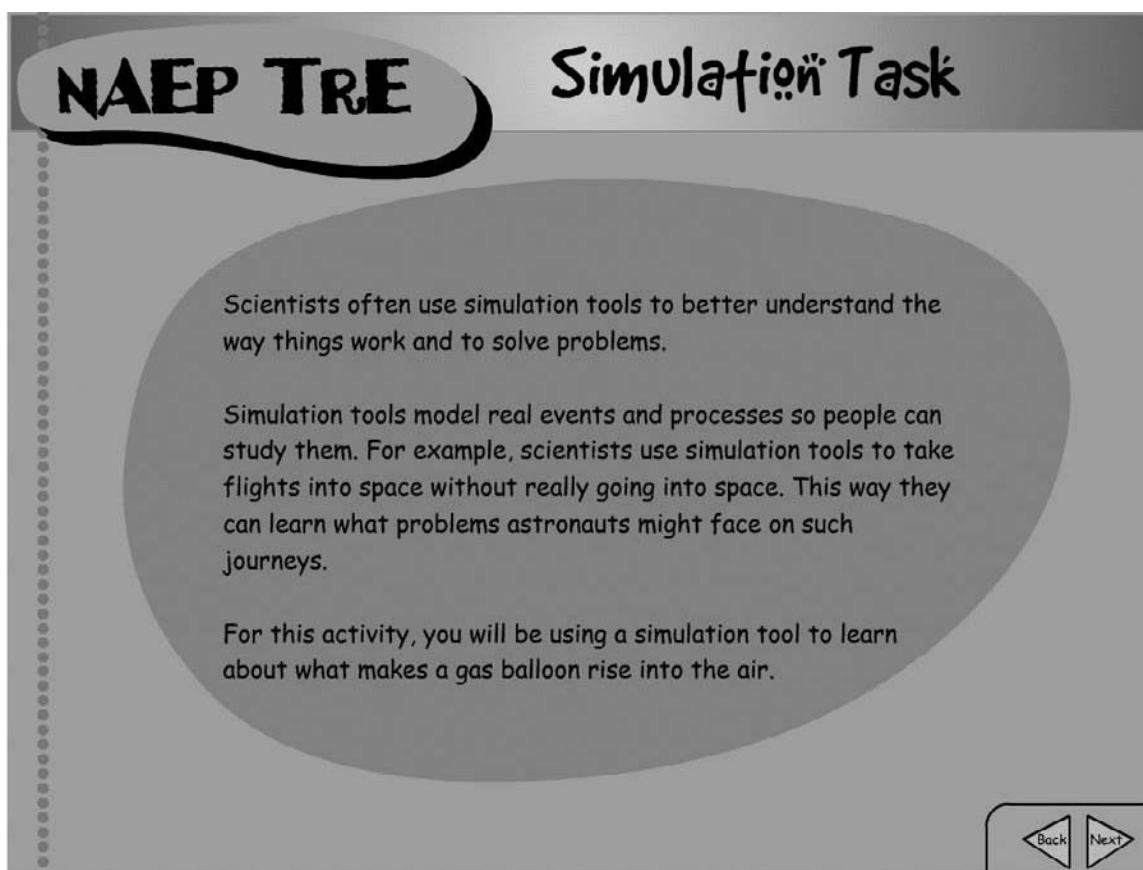 NAEP TRE
Simulation Task
Scientists often use simulation tools to better understand the
way things work and to solve problems.
Simulation tools model real events and processes so people can
study them. For example, scientists use simulation tools to take
flights into space without really going into space. This way they
can learn what problems astronauts might face on such
journeys.
For this activity, you will be using a simulation tool to learn
about what makes a gas balloon rise into the air.
Back Next